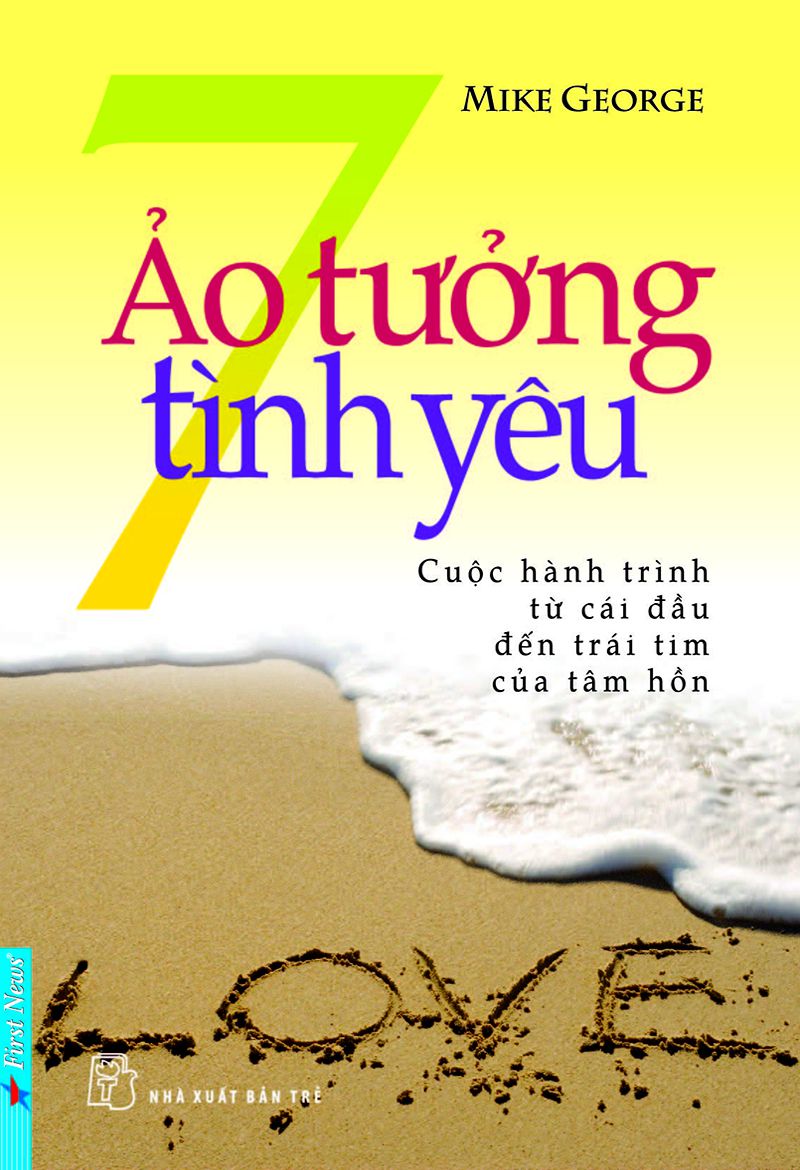 MIKE GEORGE
7
Ảo tưởng
tình yêu
Cuộc hành trình
từ cái đầu
đến trái tim
của tâm hồn
LOVE
First News®
NHÀ XUẤT BẢN TRẺ